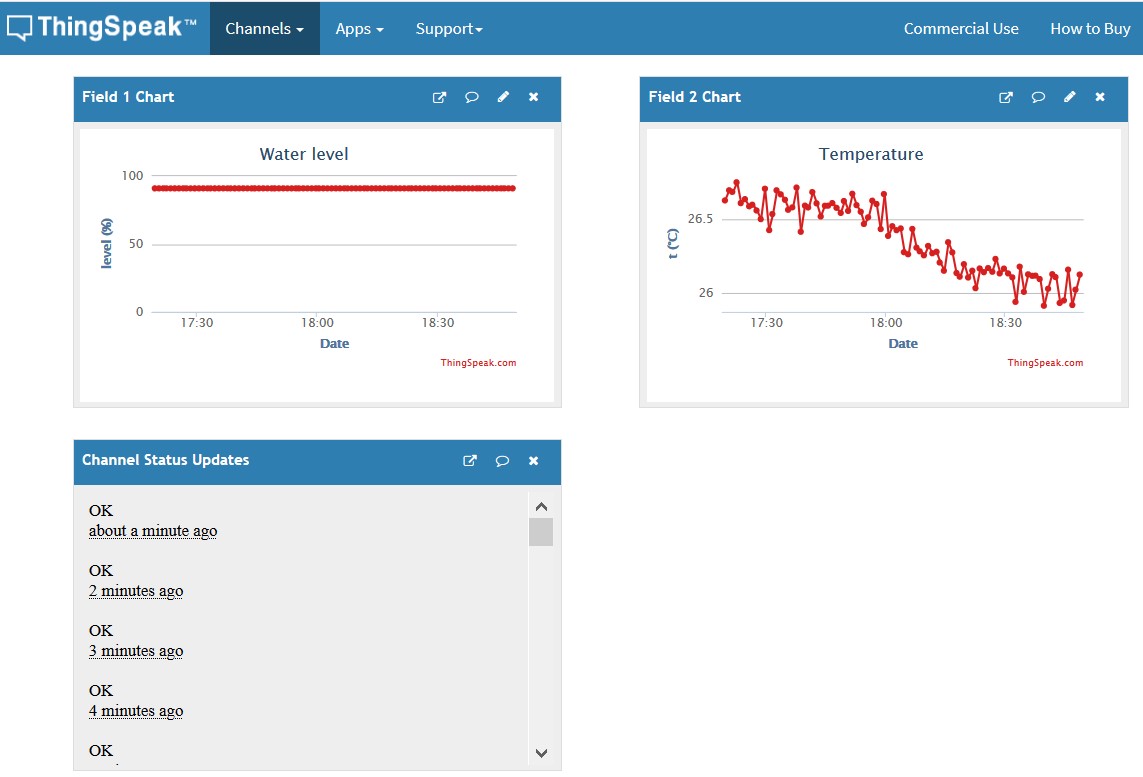 ThingSpeak™ Channels Apps Support Commercial Use How to Buy
Field 1 Chart
Water level
100
50
0
level (%)
17:30 18:00 18:30
Date
ThingSpeak.com
Field 2 Chart
Temperature
26.5
26
t (°C)
17:30 18:00 18:30
Date
ThingSpeak.com
Channel Status Updates
OK
about a minute ago
OK
2 minutes ago
OK
3 minutes ago
OK
4 minutes ago
OK